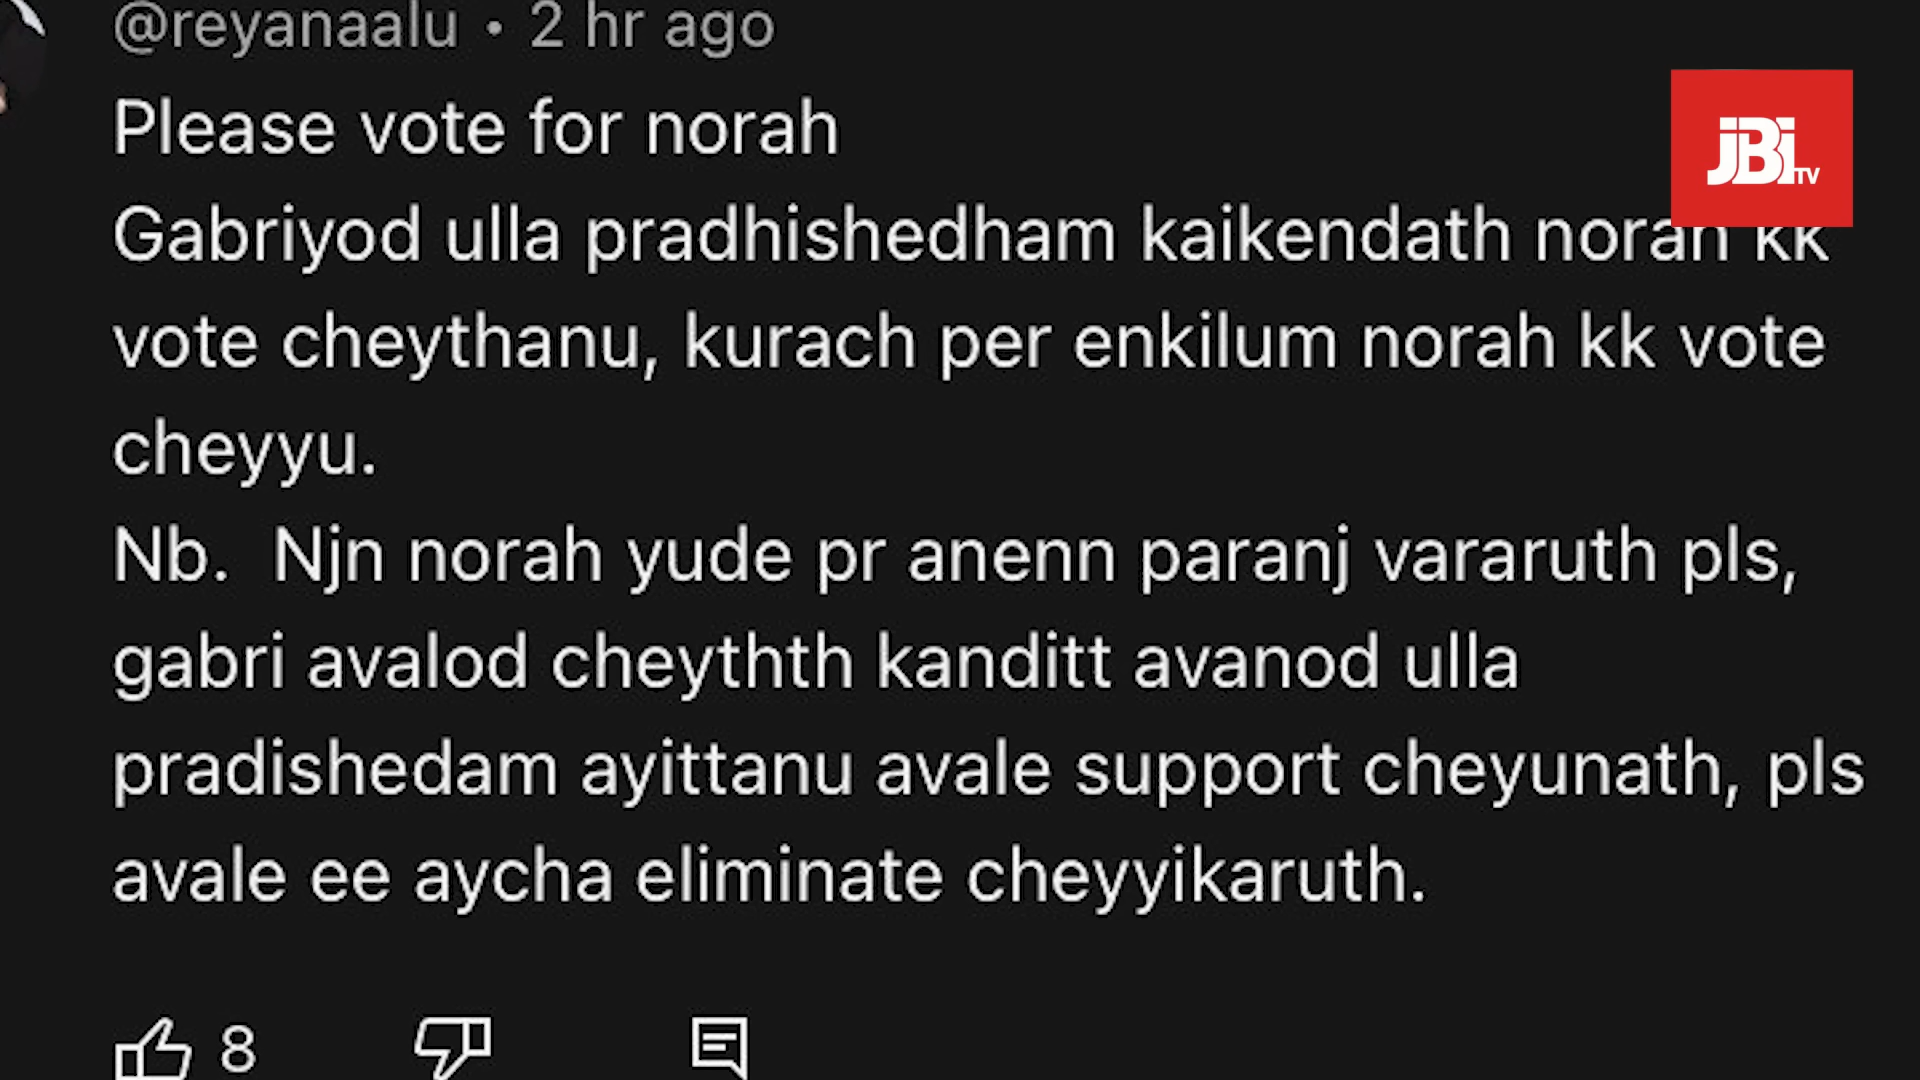 @reyanaalu • 2 hr ago
Please vote for norah
JBI TV
Gabriyod ulla pradhishedham kaikendath norah kk
vote cheythanu, kurach per enkilum norah kk vote
cheyyu.
Nb. Njn norah yude pr anenn paranj vararuth pls,
gabri avalod cheythth kanditt avanod ulla
pradishedam ayittanu avale support cheyunath, pls
avale ee aycha eliminate cheyyikaruth.
8